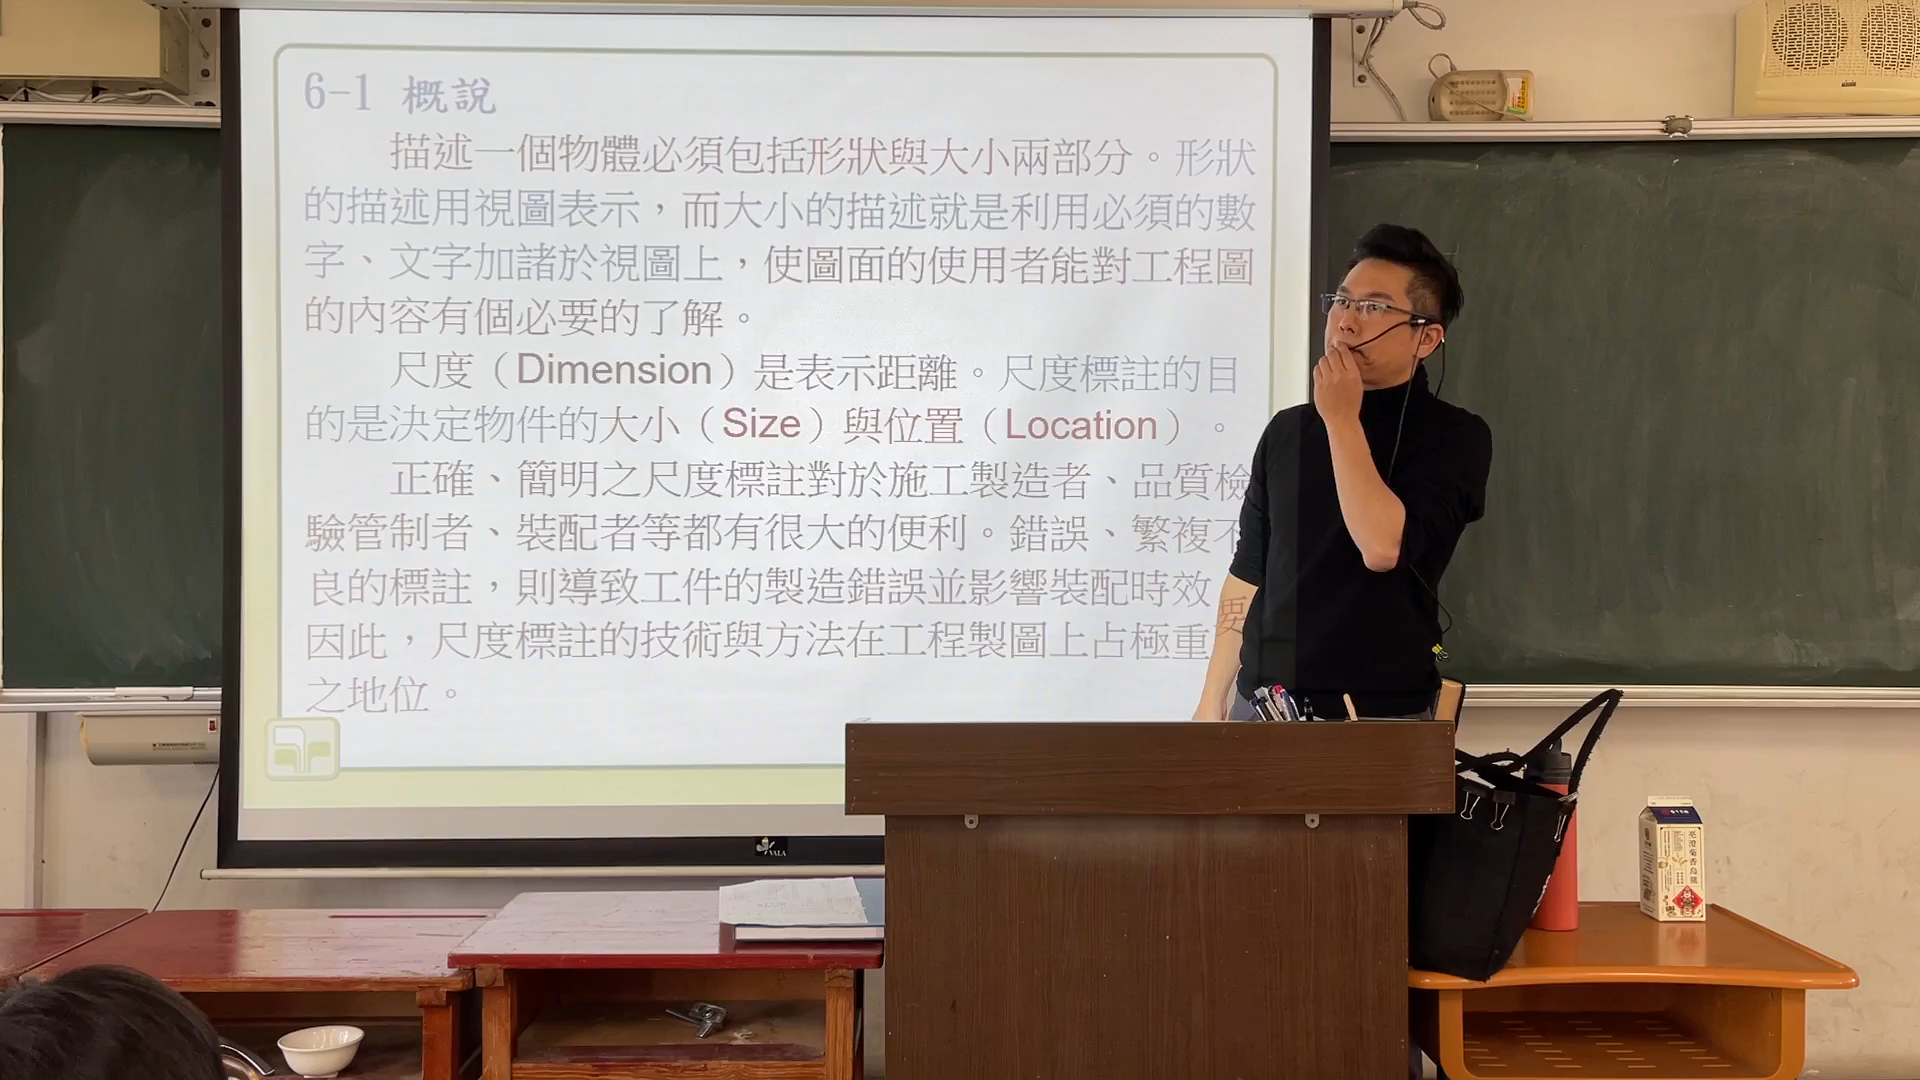 6-1 概說
描述一個物體必須包括形狀與大小兩部分。形狀
的描述用視圖表示，而大小的描述就是利用必須的數
字、文字加諸於視圖上，使圖面的使用者能對工程圖
的內容有個必要的了解。
尺度（Dimension）是表示距離。尺度標註的目
的是決定物件的大小（Size）與位置（Location）。
正確、簡明之尺度標註對於施工製造者、品質檢
驗管制者、裝配者等都有很大的便利。錯誤、繁複不
良的標註，則導致工件的製造錯誤並影響裝配時效
因此，尺度標註的技術與方法在工程製圖上占極重要
之地位。
VALA
亮澄菊香烏龍